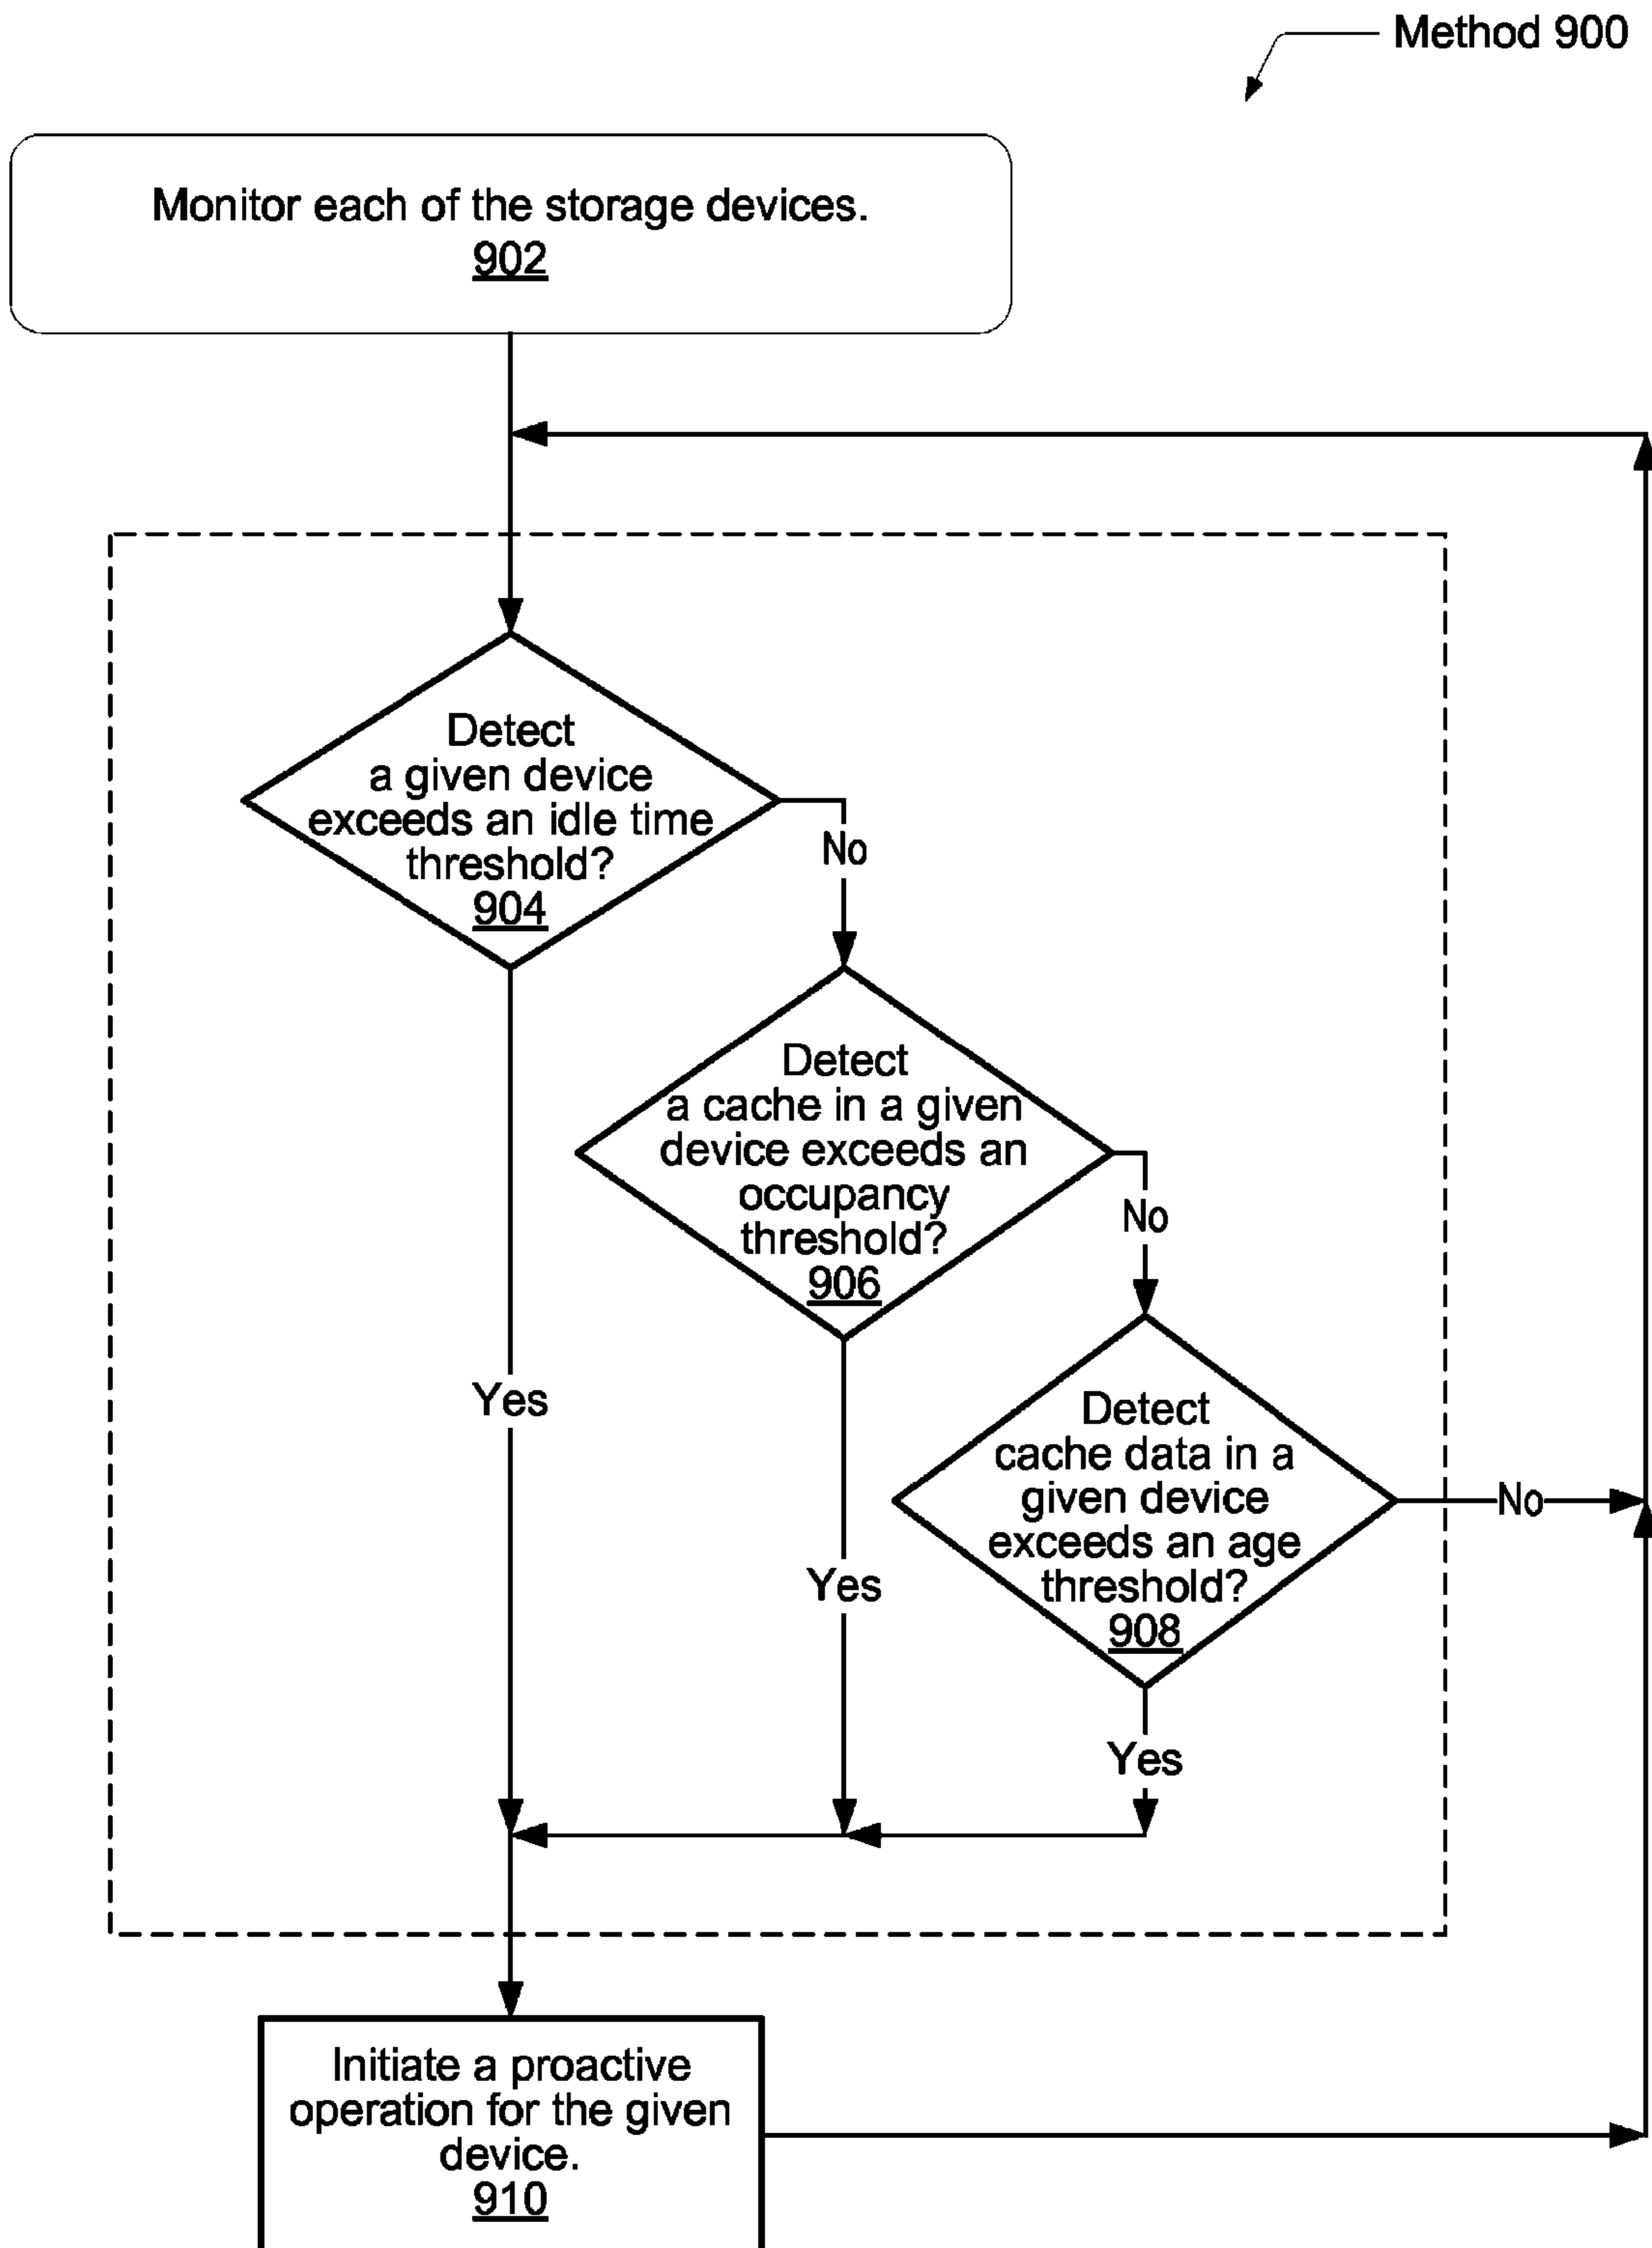 Method 900
Monitor each of the storage devices.
902
Detect
a given device
exceeds an idle time
threshold?
904
No
Detect
a cache in a given
device exceeds an
occupancy
threshold?
906
No
Detect
cache data in a
given device
exceeds an age
threshold?
908
No
Yes
Yes
Yes
Initiate a proactive
operation for the given
device.
910